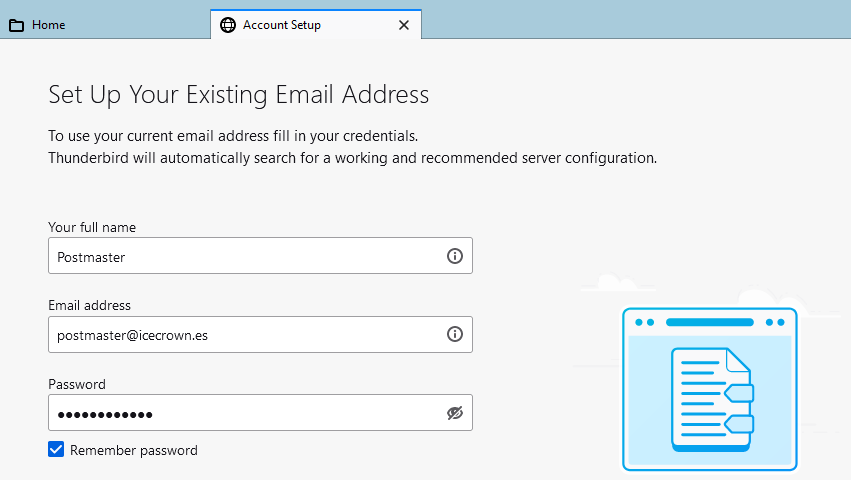 Home
Account Setup
Set Up Your Existing Email Address
To use your current email address fill in your credentials.
Thunderbird will automatically search for a working and recommended server configuration.
Your full name
Postmaster
Email address
postmaster@icecrown.es
Password
●●●●●●●●●●●●
Remember password